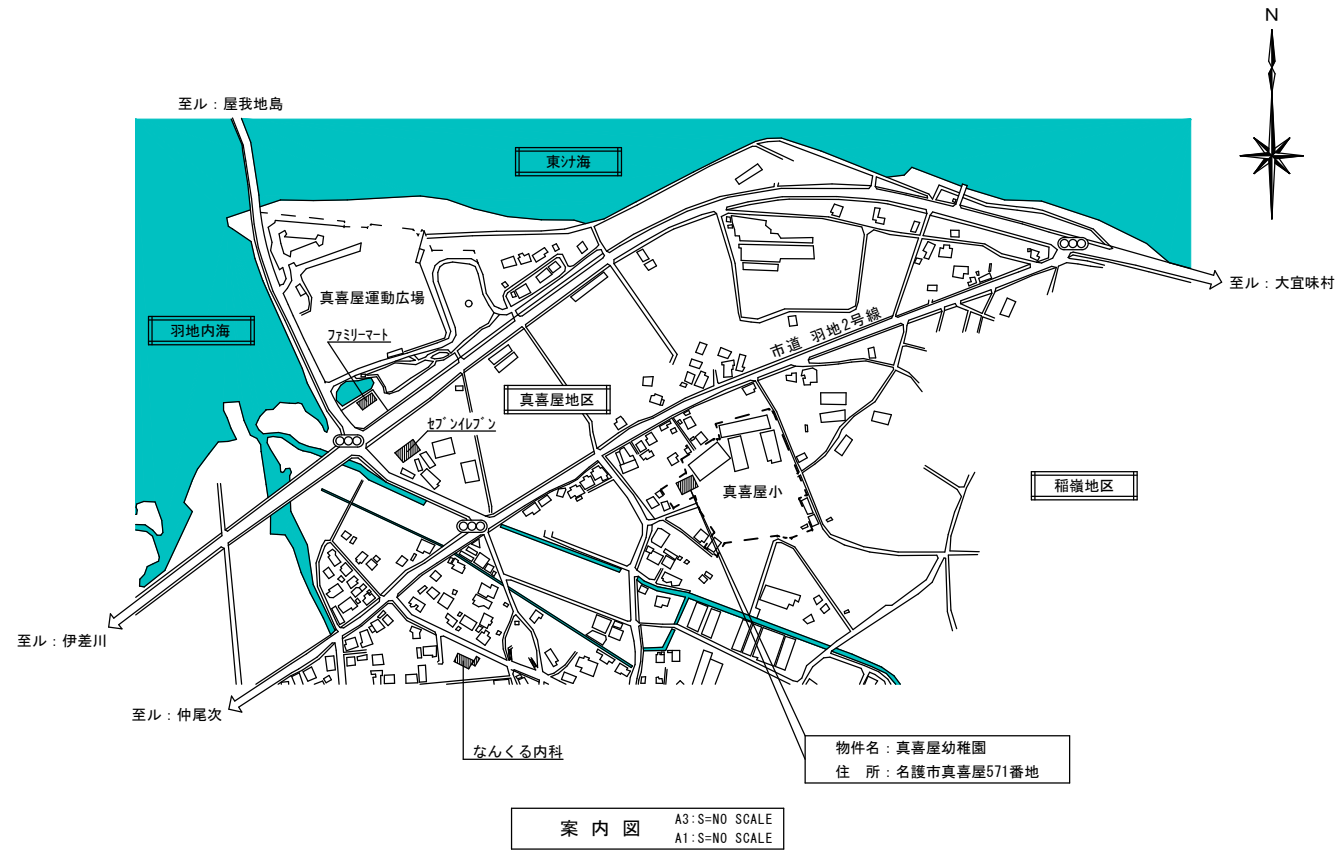 N
至ル：屋我地島
東シナ海
至ル：大宜味村
真喜屋運動広場
羽地内海
ファミリーマート
市道 羽地2号線
真喜屋地区
セブンイレブン
真喜屋小
稲嶺地区
至ル：伊差川
至ル：仲尾次
なんくる内科
物件名：真喜屋幼稚園
住　所：名護市真喜屋571番地
案内図
A3:S=NO SCALE
A1:S=NO SCALE